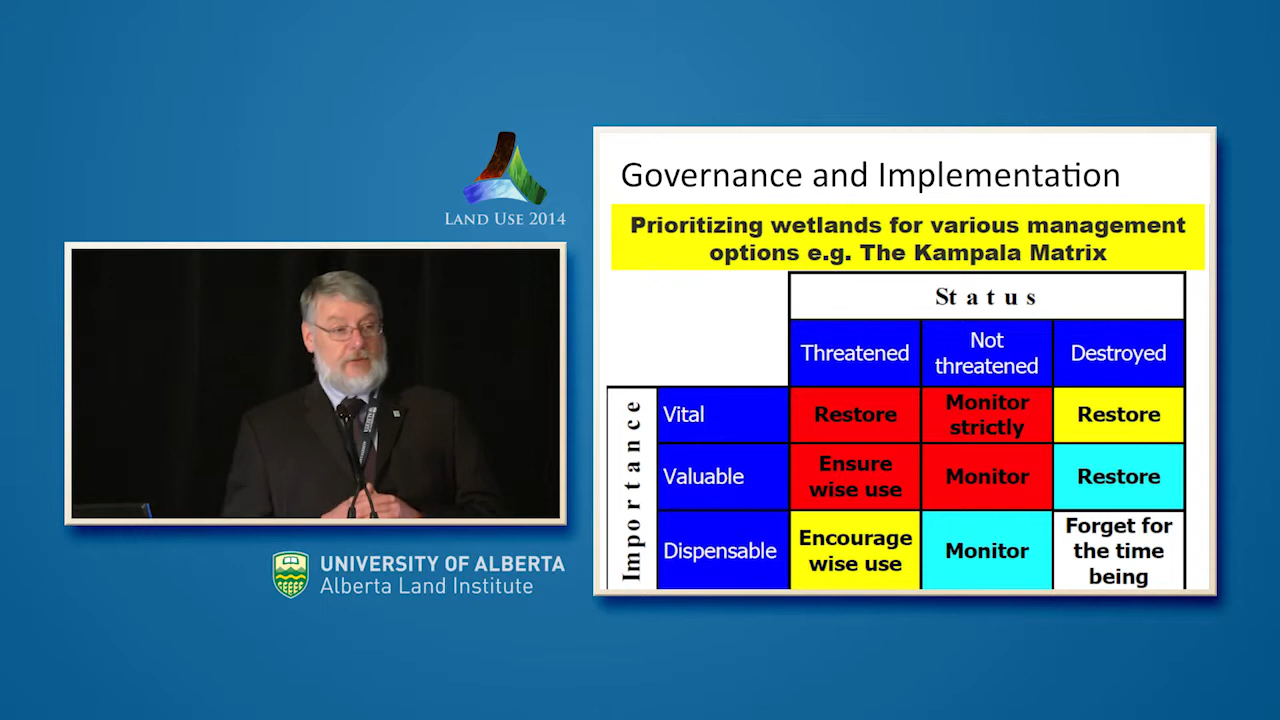 LAND USE 2014
UNIVERSITY OF ALBERTA
Alberta Land Institute
Governance and Implementation
Prioritizing wetlands for various management
options e.g. The Kampala Matrix
Status
Threatened
Not
threatened
Destroyed
Importance
Vital
Restore
Monitor
strictly
Restore
Valuable
Ensure
wise use
Monitor
Restore
Dispensable
Encourage
wise use
Monitor
Forget for
the time
being